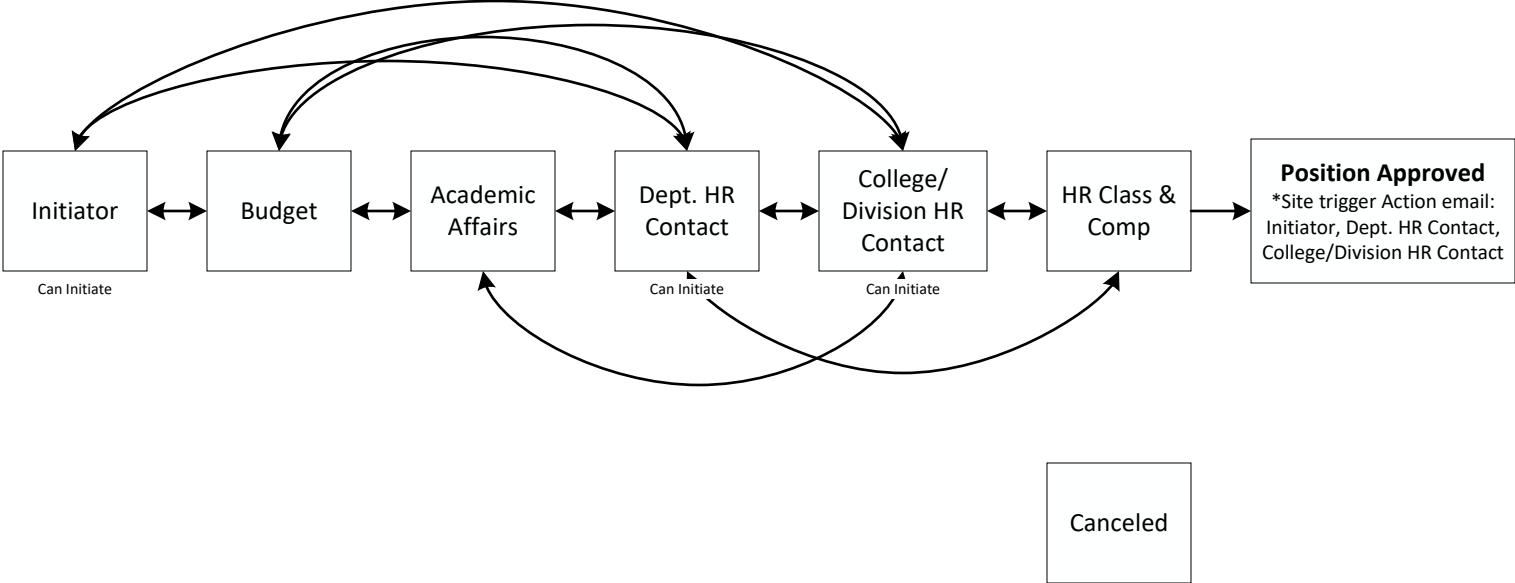 Initiator
Budget
Academic
Affairs
Dept. HR
Contact
College/
Division HR
Contact
HR Class &
Comp
Position Approved
*Site trigger Action email:
Initiator, Dept. HR Contact,
College/Division HR Contact
Can Initiate
Can Initiate
Can Initiate
Canceled